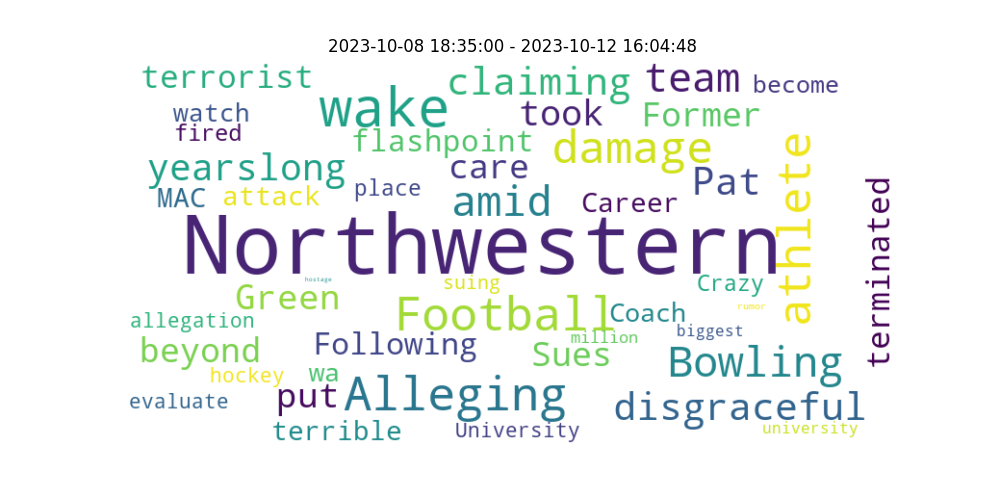 2023-10-08 18:35:00 - 2023-10-12 16:04:48
terrorist
claiming
team
become
watch
wake
took
Former
fired
flashpoint
damage
yearslong
care
Pat
athlete
MAC
attack
place
amid
Career
terminated
Northwestern
hostage
suing
Crazy
Green
Football
Coach
rumor
allegation
million
biggest
beyond
Following
Sues
Bowling
hockey
wa
evaluate
put
Alleging
disgraceful
terrible
University
university